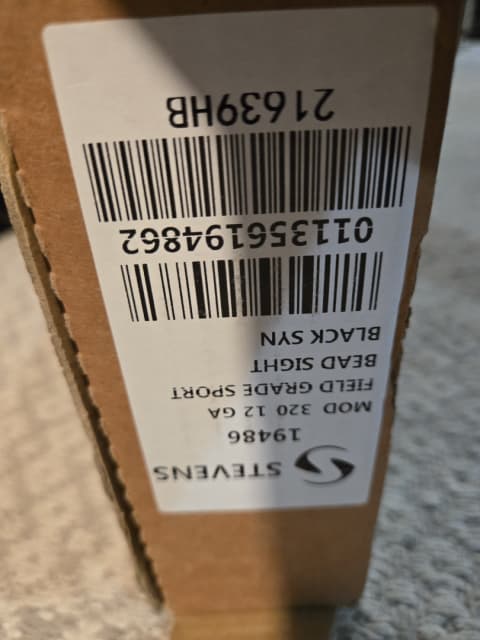 STEVENS
19486
MOD 320 12 GA
FIELD GRADE SPORT
BEAD SIGHT
BLACK SYN
011356194862
21639HB